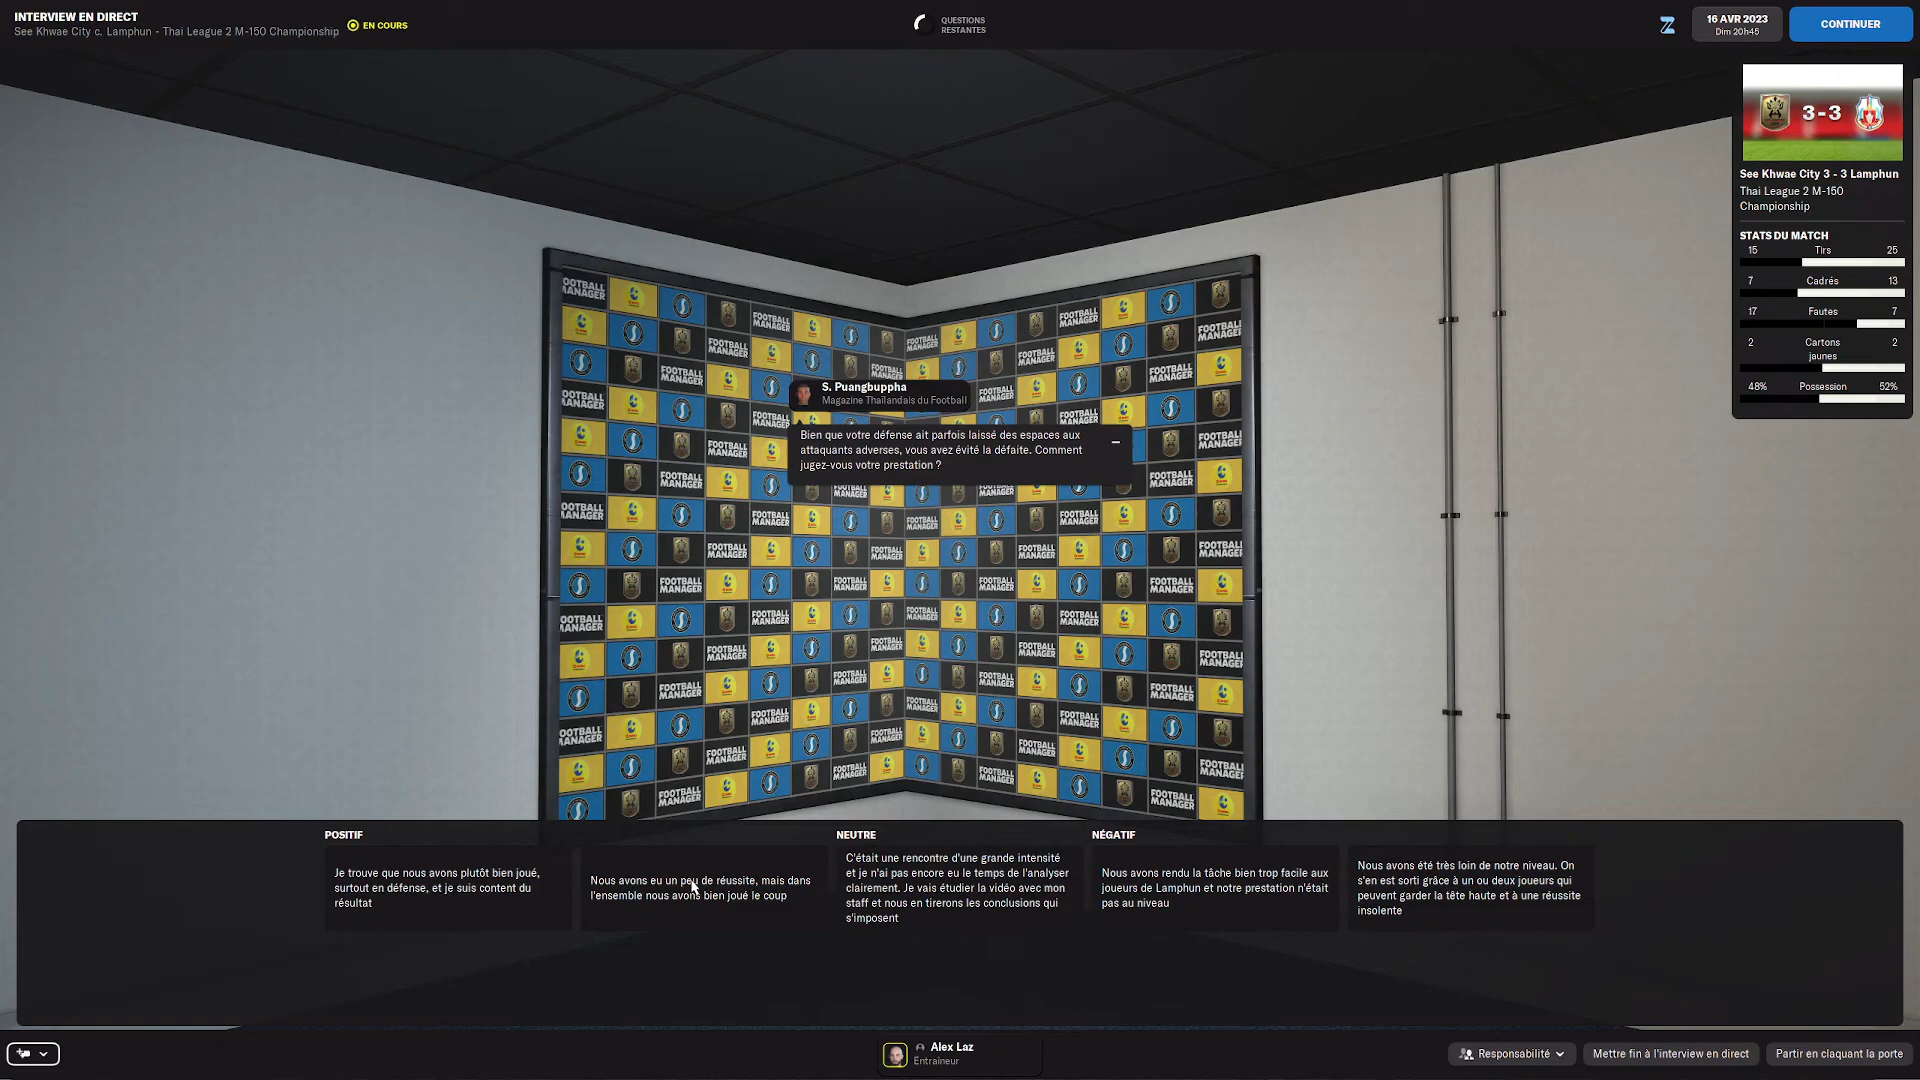 INTERVIEW EN DIRECT
See Khwae City c. Lamphun - Thai League 2 M-150 Championship
EN COURS
QUESTIONS
RESTANTES
16 AVR 2023
Dim 20h45
CONTINUER
3-3
See Khwae City 3 - 3 Lamphun
Thai League 2 M-150
Championship
STATS DU MATCH
15 Tirs 25
7 Cadrés 13
17 Fautes 7
2 Cartons jaunes 2
48% Possession 52%
FOOTBALL MANAGER
S. Puangbuppha
Magazine Thaïlandais du Football
Bien que votre défense ait parfois laissé des espaces aux
attaquants adverses, vous avez évité la défaite. Comment
jugez-vous votre prestation ?
POSITIF
Je trouve que nous avons plutôt bien joué,
surtout en défense, et je suis content du
résultat
Nous avons eu un peu de réussite, mais dans
l'ensemble nous avons bien joué le coup
NEUTRE
C'était une rencontre d'une grande intensité
et je n'ai pas encore eu le temps de l'analyser
clairement. Je vais étudier la vidéo avec mon
staff et nous en tirerons les conclusions qui
s'imposent
NÉGATIF
Nous avons rendu la tâche bien trop facile aux
joueurs de Lamphun et notre prestation n'était
pas au niveau
Nous avons été très loin de notre niveau. On
s'en est sorti grâce à un ou deux joueurs qui
peuvent garder la tête haute et à une réussite
insolente
Alex Laz
Entraîneur
Responsabilité
Mettre fin à l'interview en direct
Partir en claquant la porte